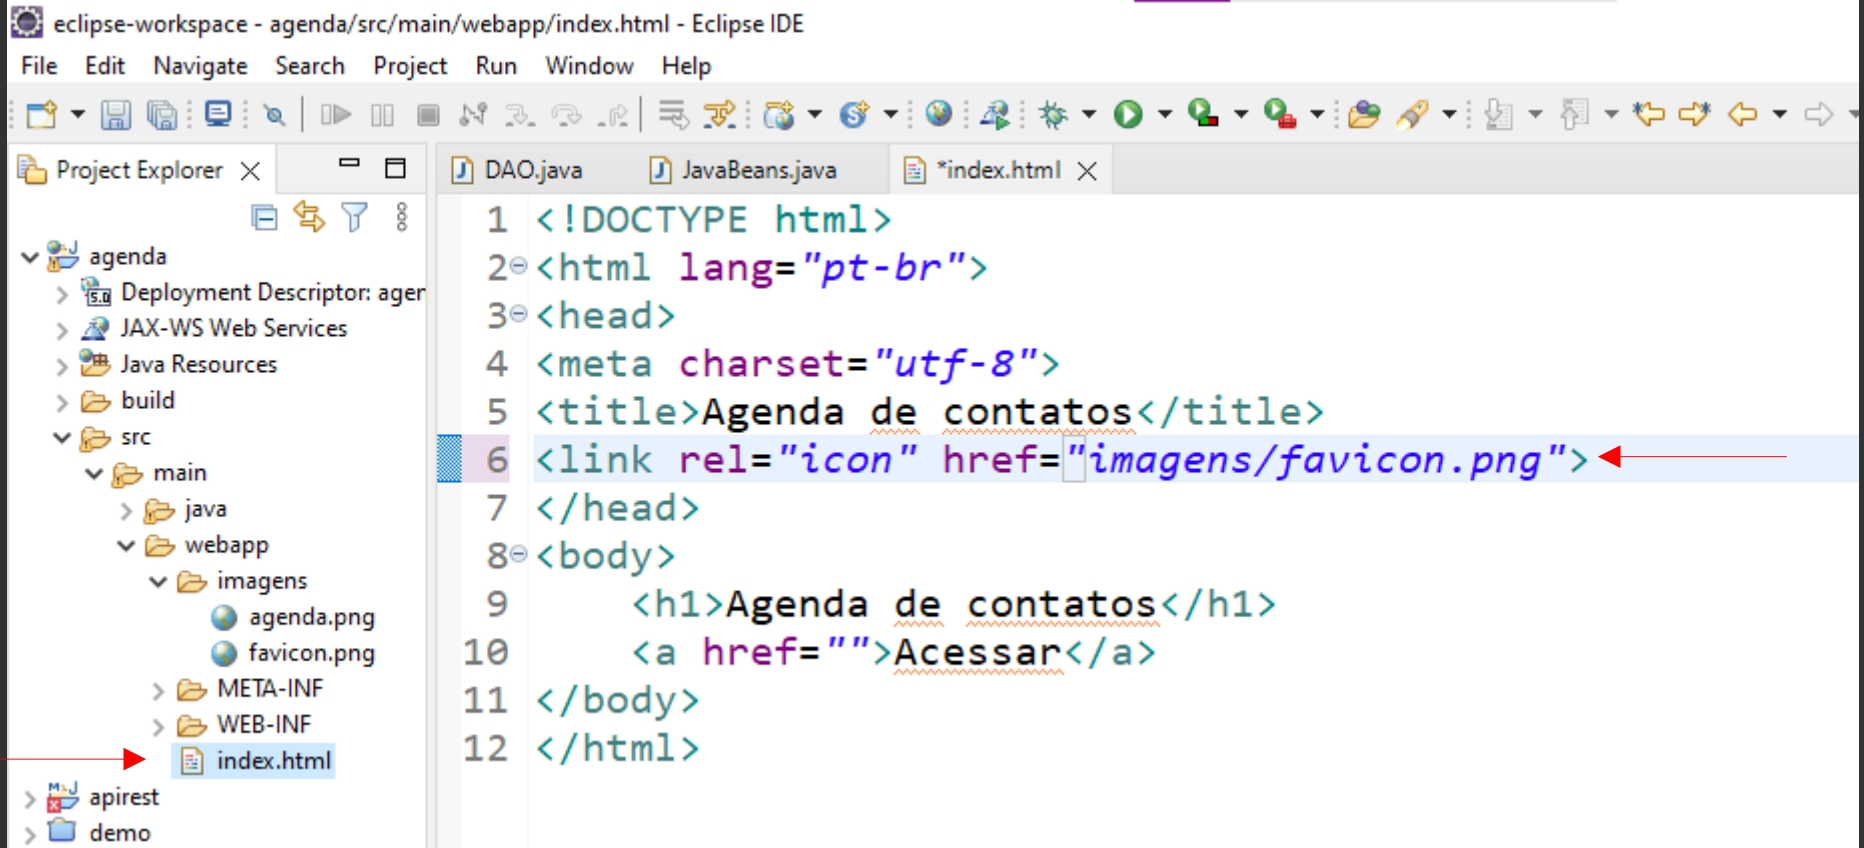 eclipse-workspace - agenda/src/main/webapp/index.html - Eclipse IDE
File Edit Navigate Search Project Run Window Help
Project Explorer
DAO.java JavaBeans.java *index.html
agenda
5.0 Deployment Descriptor: agen
JAX-WS Web Services
Java Resources
build
src
main
java
webapp
imagens
agenda.png
favicon.png
META-INF
WEB-INF
index.html
apirest
demo
1 <!DOCTYPE html>
2 <html lang="pt-br">
3 <head>
4 <meta charset="utf-8">
5 <title>Agenda de contatos</title>
6 <link rel="icon" href="imagens/favicon.png">
7 </head>
8 <body>
9 <h1>Agenda de contatos</h1>
10 <a href="">Acessar</a>
11 </body>
12 </html>